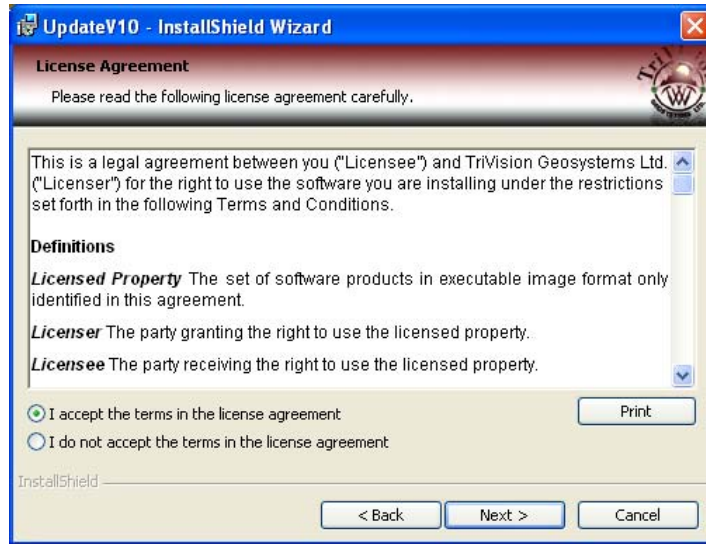 UpdateV10 - InstallShield Wizard
License Agreement
Please read the following license agreement carefully.
This is a legal agreement between you ("Licensee") and TriVision Geosystems Ltd.
("Licenser") for the right to use the software you are installing under the restrictions
set forth in the following Terms and Conditions.
Definitions
Licensed Property The set of software products in executable image format only
identified in this agreement.
Licenser The party granting the right to use the licensed property.
Licensee The party receiving the right to use the licensed property.
I accept the terms in the license agreement
Print
I do not accept the terms in the license agreement
InstallShield
< Back
Next >
Cancel